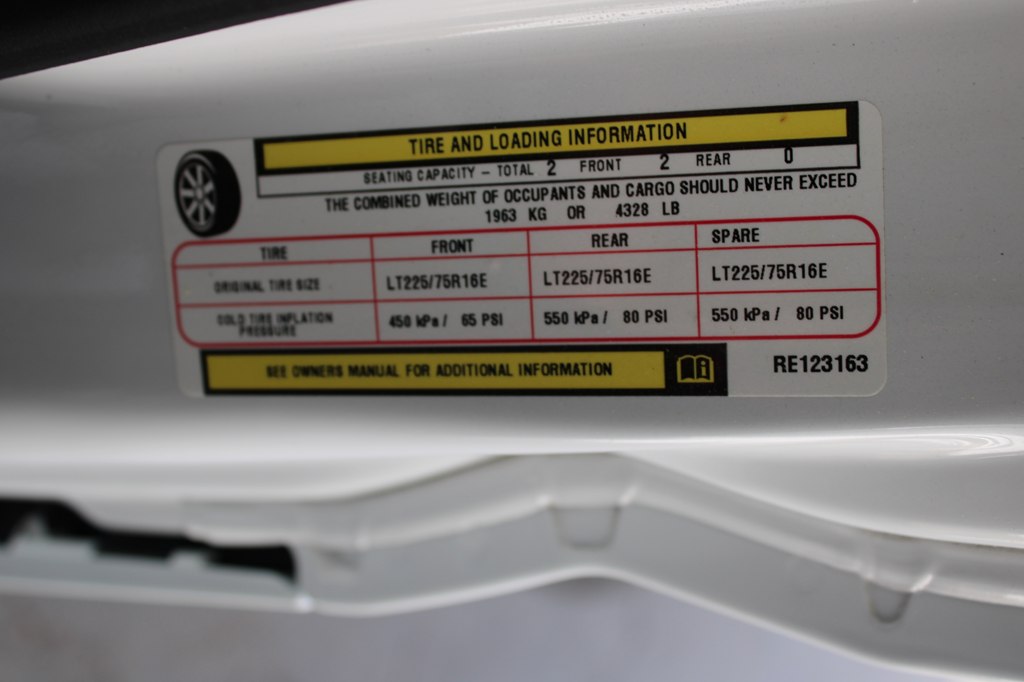 TIRE AND LOADING INFORMATION
SEATING CAPACITY – TOTAL 2 FRONT 2 REAR 0
THE COMBINED WEIGHT OF OCCUPANTS AND CARGO SHOULD NEVER EXCEED
1963 KG OR 4328 LB
TIRE FRONT REAR SPARE
ORIGINAL TIRE SIZE LT225/75R16E LT225/75R16E LT225/75R16E
COLD TIRE INFLATION
PRESSURE 450 kPa / 65 PSI 550 kPa / 80 PSI 550 kPa / 80 PSI
SEE OWNERS MANUAL FOR ADDITIONAL INFORMATION
RE123163